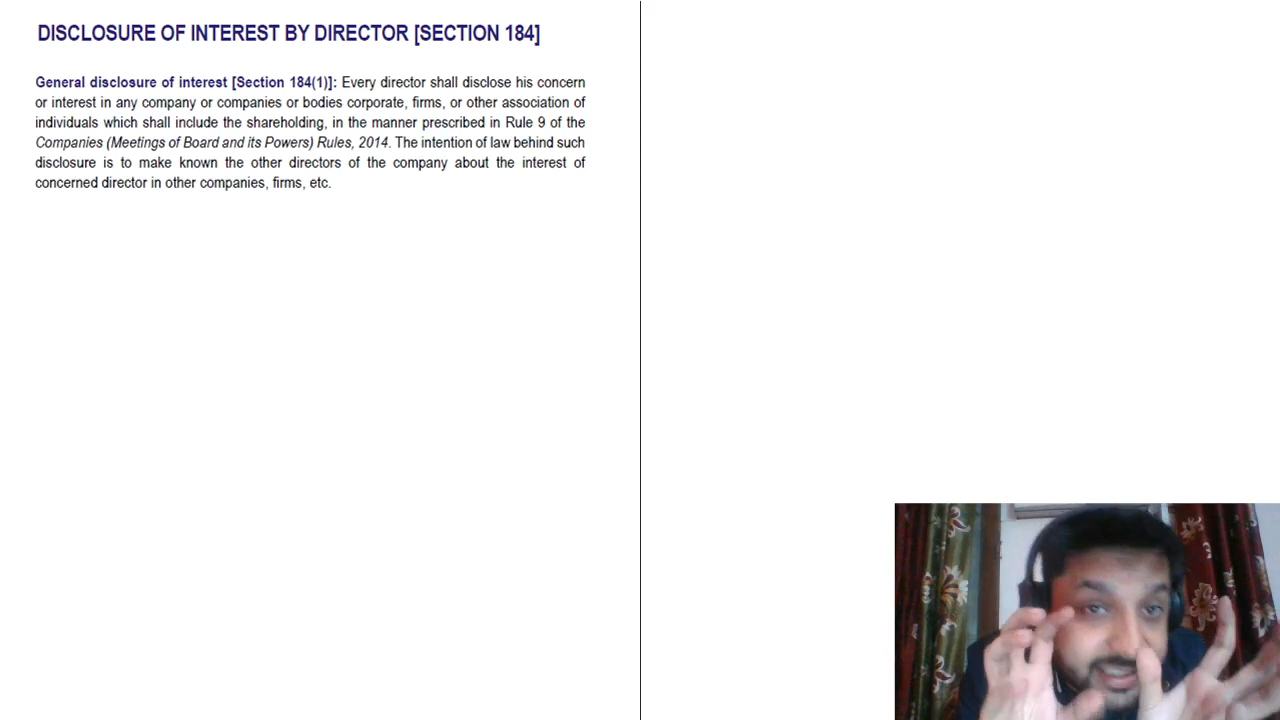 DISCLOSURE OF INTEREST BY DIRECTOR [SECTION 184]
General disclosure of interest [Section 184(1)]: Every director shall disclose his concern
or interest in any company or companies or bodies corporate, firms, or other association of
individuals which shall include the shareholding, in the manner prescribed in Rule 9 of the
Companies (Meetings of Board and its Powers) Rules, 2014. The intention of law behind such
disclosure is to make known the other directors of the company about the interest of
concerned director in other companies, firms, etc.